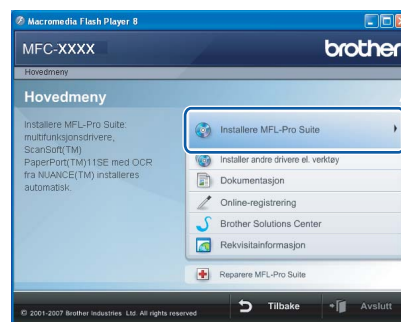 Macromedia Flash Player 8
MFC-XXXX
brother
Hovedmeny
Hovedmeny
Installere MFL-Pro Suite:
multifunksjonsdrivere,
ScanSoft(TM)
PaperPort(TM)11SE med OCR
fra NUANCE(TM) installeres
automatisk.
Installere MFL-Pro Suite
Installer andre drivere el. verktøy
Dokumentasjon
Online-registrering
Brother Solutions Center
Rekvisitainformasjon
Reparere MFL-Pro Suite
© 2001-2007 Brother Industries Ltd. All rights reserved
Tilbake
Avslutt